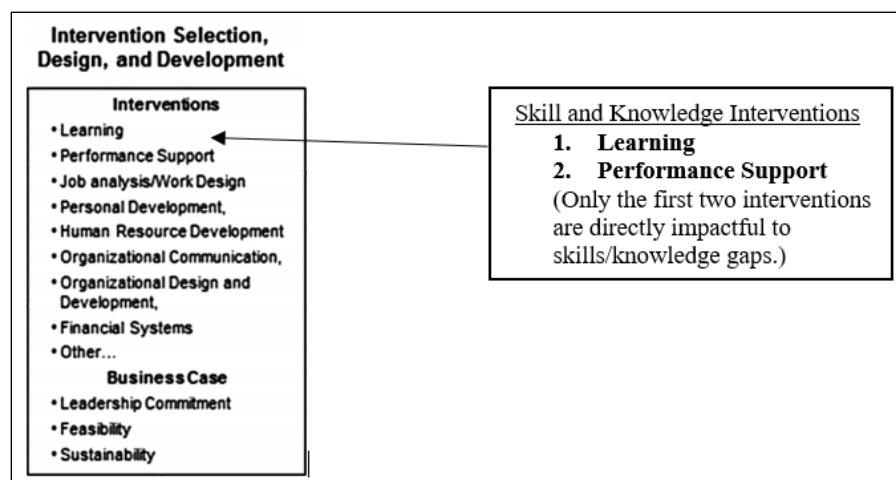 Intervention Selection,
Design, and Development
Interventions
• Learning
• Performance Support
• Job analysis/Work Design
• Personal Development,
• Human Resource Development
• Organizational Communication,
• Organizational Design and
Development,
• Financial Systems
• Other...
Business Case
• Leadership Commitment
• Feasibility
• Sustainability
Skill and Knowledge Interventions
1. Learning
2. Performance Support
(Only the first two interventions
are directly impactful to
skills/knowledge gaps.)